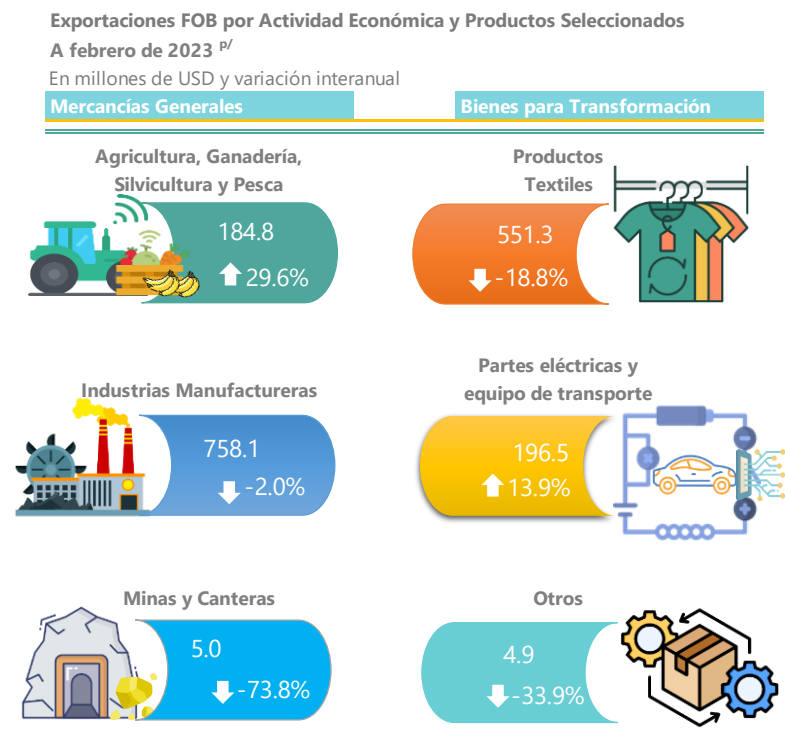 Exportaciones FOB por Actividad Económica y Productos Seleccionados
A febrero de 2023 p/
En millones de USD y variación interanual
Mercancías Generales
Bienes para Transformación
Agricultura, Ganadería,
Silvicultura y Pesca
184.8
29.6%
Productos
Textiles
551.3
-18.8%
Industrias Manufactureras
758.1
-2.0%
Partes eléctricas y
equipo de transporte
196.5
13.9%
Minas y Canteras
5.0
-73.8%
Otros
4.9
-33.9%